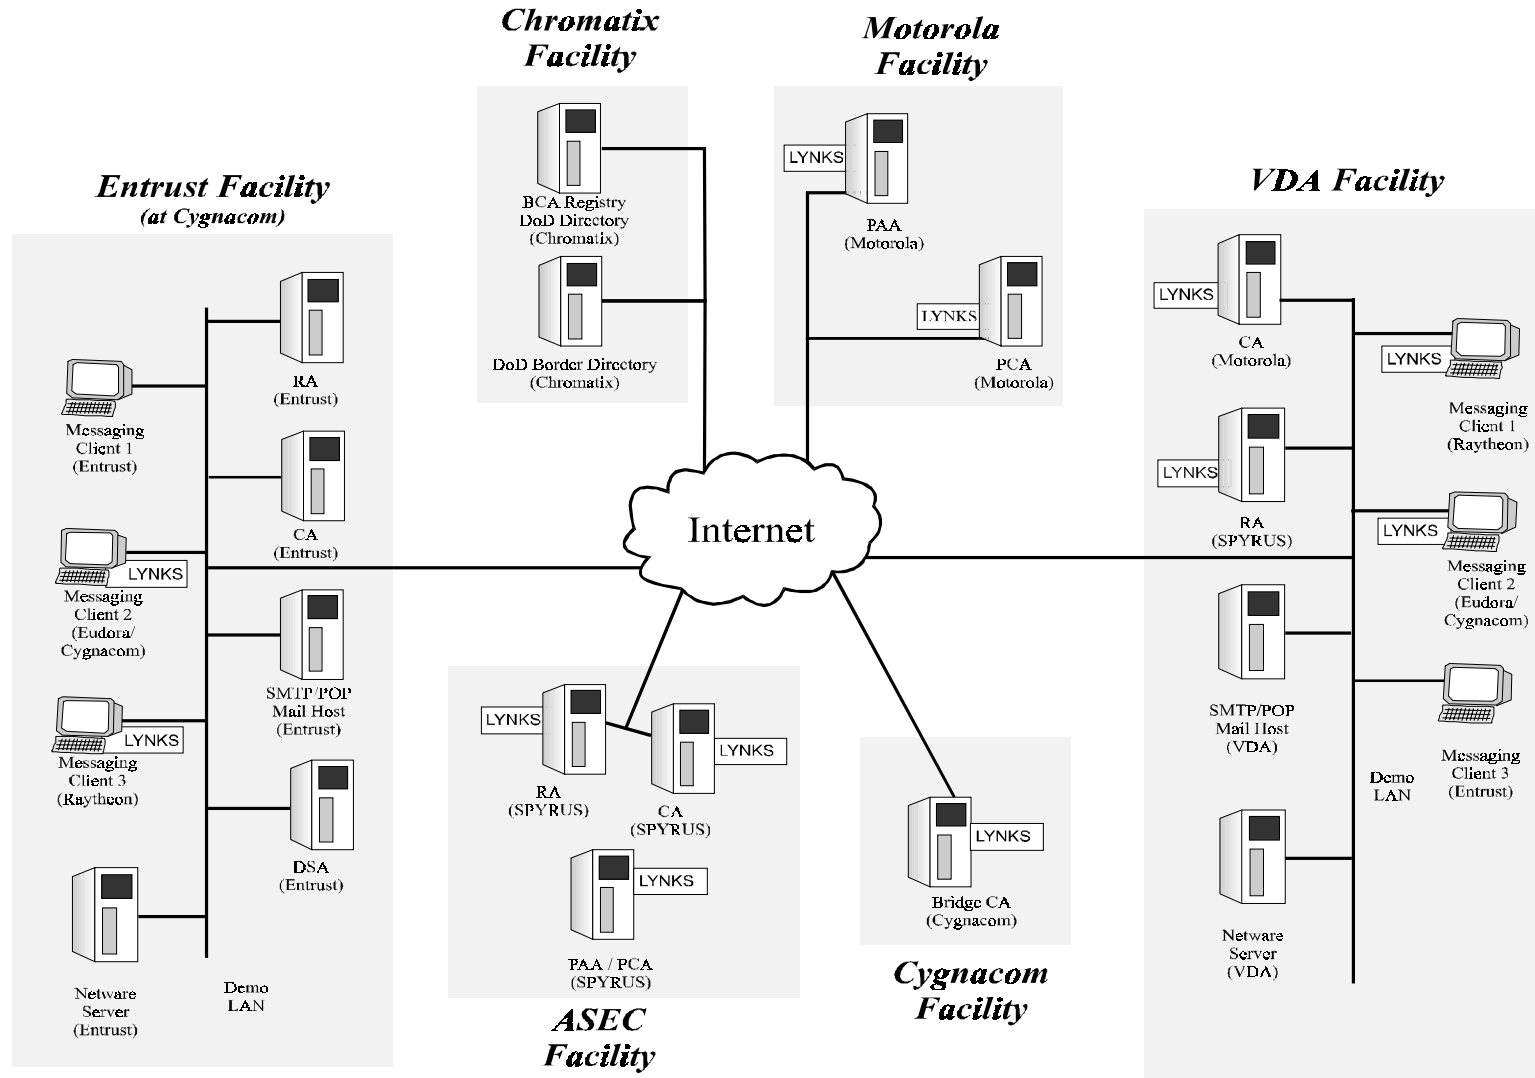 Chromatix
Facility
Motorola
Facility
Entrust Facility
(at Cygnacom)
VDA Facility
BCA Registry
DoD Directory
(Chromatix)
DoD Border Directory
(Chromatix)
LYNKS
PAA
(Motorola)
LYNKS
PCA
(Motorola)
RA
(Entrust)
Messaging
Client 1
(Entrust)
CA
(Entrust)
LYNKS
Messaging
Client 2
(Eudora/
Cygnacom)
SMTP/POP
Mail Host
(Entrust)
LYNKS
Messaging
Client 3
(Raytheon)
DSA
(Entrust)
Netware
Server
(Entrust)
Demo
LAN
Internet
LYNKS
RA
(SPYRUS)
LYNKS
CA
(SPYRUS)
LYNKS
PAA / PCA
(SPYRUS)
ASEC
Facility
LYNKS
Bridge CA
(Cygnacom)
Cygnacom
Facility
LYNKS
CA
(Motorola)
LYNKS
Messaging
Client 1
(Raytheon)
LYNKS
RA
(SPYRUS)
LYNKS
Messaging
Client 2
(Eudora/
Cygnacom)
SMTP/POP
Mail Host
(VDA)
Messaging
Client 3
(Entrust)
Demo
LAN
Netware
Server
(VDA)